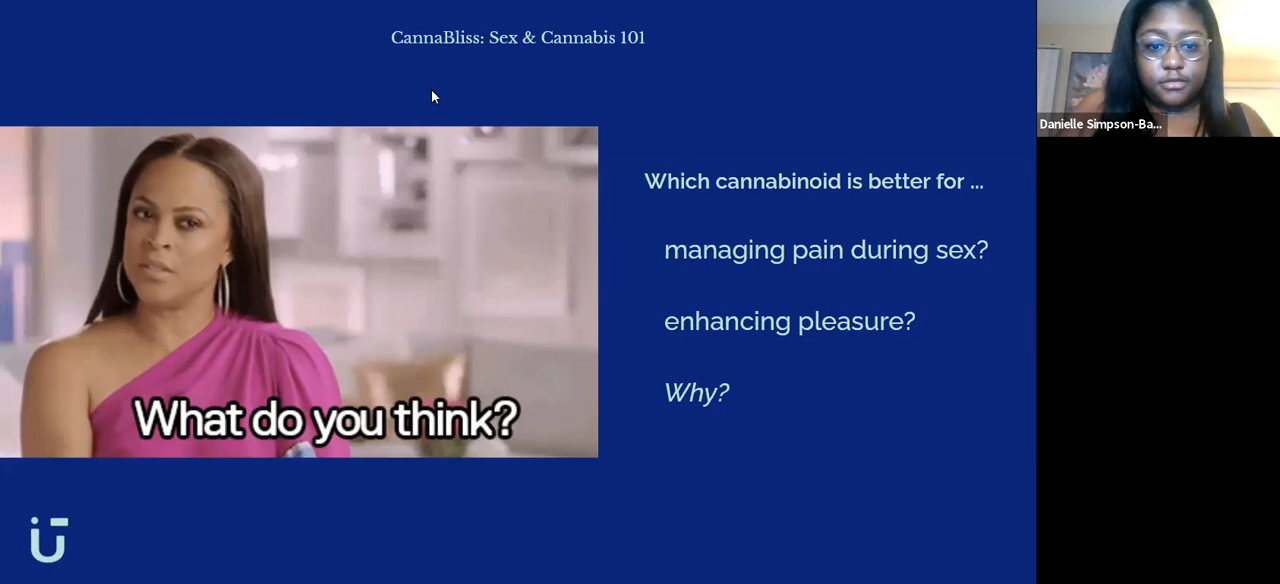 CannaBliss: Sex & Cannabis 101
Danielle Simpson-Ba...
Which cannabinoid is better for ...
managing pain during sex?
enhancing pleasure?
Why?
What do you think?